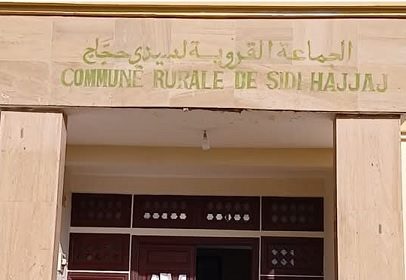 الجماعة القروية لسيدي حجاج
COMMUNE RURALE DE SIDI HAJJAJ